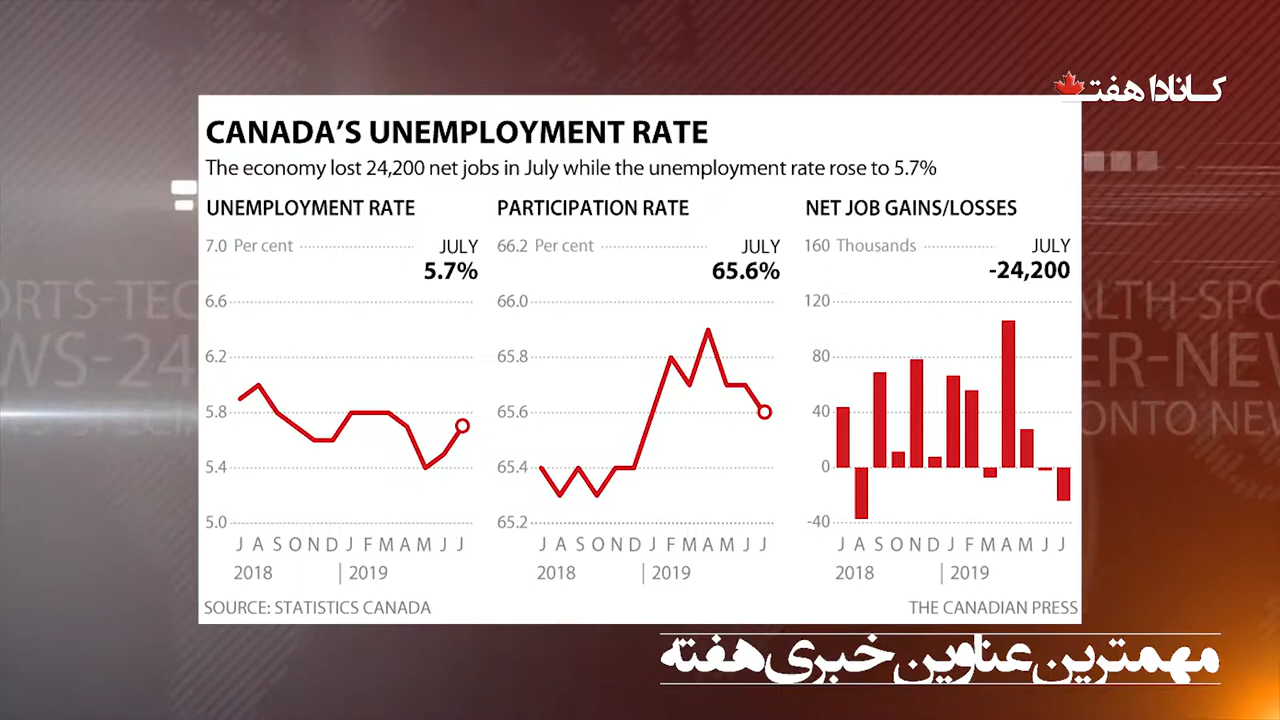 کانادا هفته
CANADA'S UNEMPLOYMENT RATE
The economy lost 24,200 net jobs in July while the unemployment rate rose to 5.7%
UNEMPLOYMENT RATE
7.0 Per cent
JULY
5.7%
6.6
6.2
5.8
5.4
5.0
J A S O N D J F M A M J J
2018 | 2019
PARTICIPATION RATE
66.2 Per cent
JULY
65.6%
66.0
65.8
65.6
65.4
65.2
J A S O N D J F M A M J J
2018 | 2019
NET JOB GAINS/LOSSES
160 Thousands
JULY
-24,200
120
80
40
0
-40
J A S O N D J F M A M J J
2018 | 2019
SOURCE: STATISTICS CANADA
THE CANADIAN PRESS
مهمترین عناوین خبری هفته